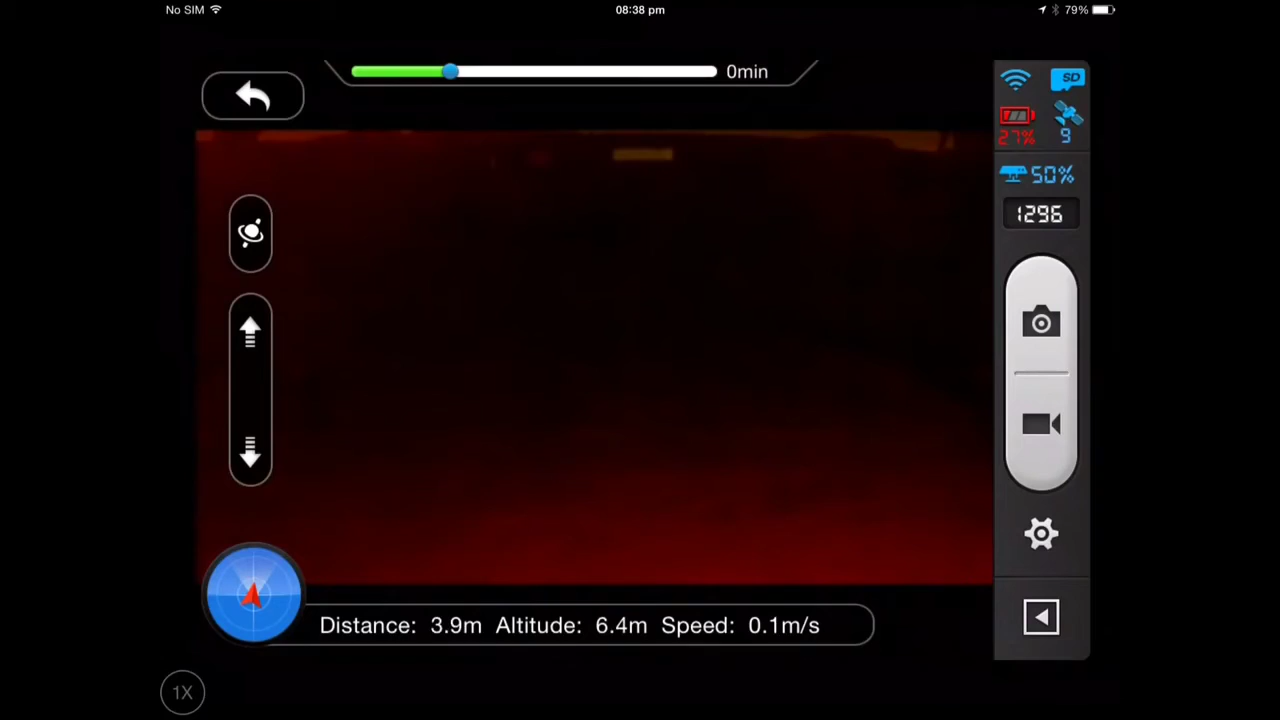 No SIM 08:38 pm 79%
0min
SD
27% 9
50%
1296
Distance: 3.9m Altitude: 6.4m Speed: 0.1m/s
1X